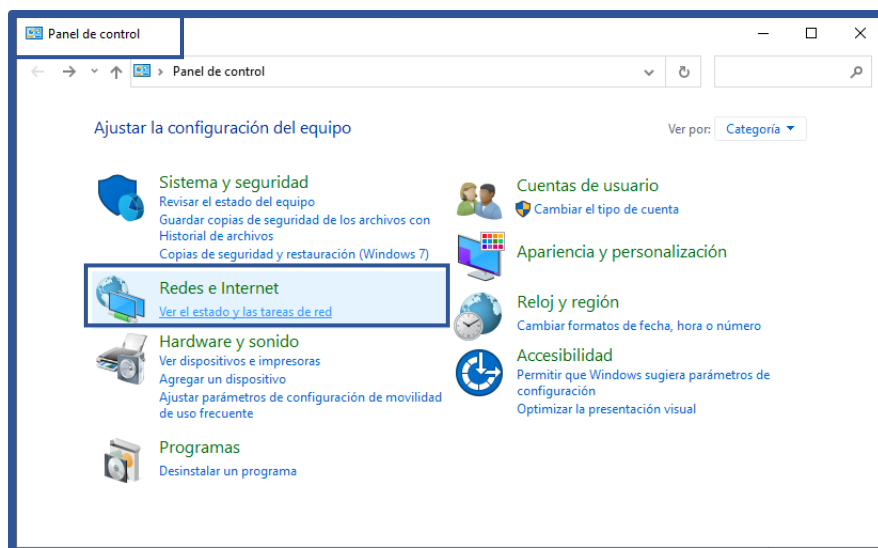 Panel de control
Panel de control
Ajustar la configuración del equipo
Ver por: Categoría
Sistema y seguridad
Revisar el estado del equipo
Guardar copias de seguridad de los archivos con
Historial de archivos
Copias de seguridad y restauración (Windows 7)
Redes e Internet
Ver el estado y las tareas de red
Hardware y sonido
Ver dispositivos e impresoras
Agregar un dispositivo
Ajustar parámetros de configuración de movilidad
de uso frecuente
Programas
Desinstalar un programa
Cuentas de usuario
Cambiar el tipo de cuenta
Apariencia y personalización
Reloj y región
Cambiar formatos de fecha, hora o número
Accesibilidad
Permitir que Windows sugiera parámetros de
configuración
Optimizar la presentación visual